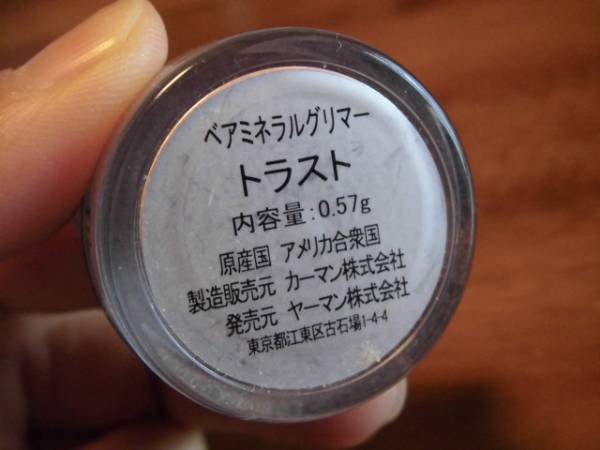 ベアミネラルグリマー
トラスト
内容量:0.57g
原産国 アメリカ合衆国
製造販売元 カーマン株式会社
発売元 ヤーマン株式会社
東京都江東区古石場1-4-4